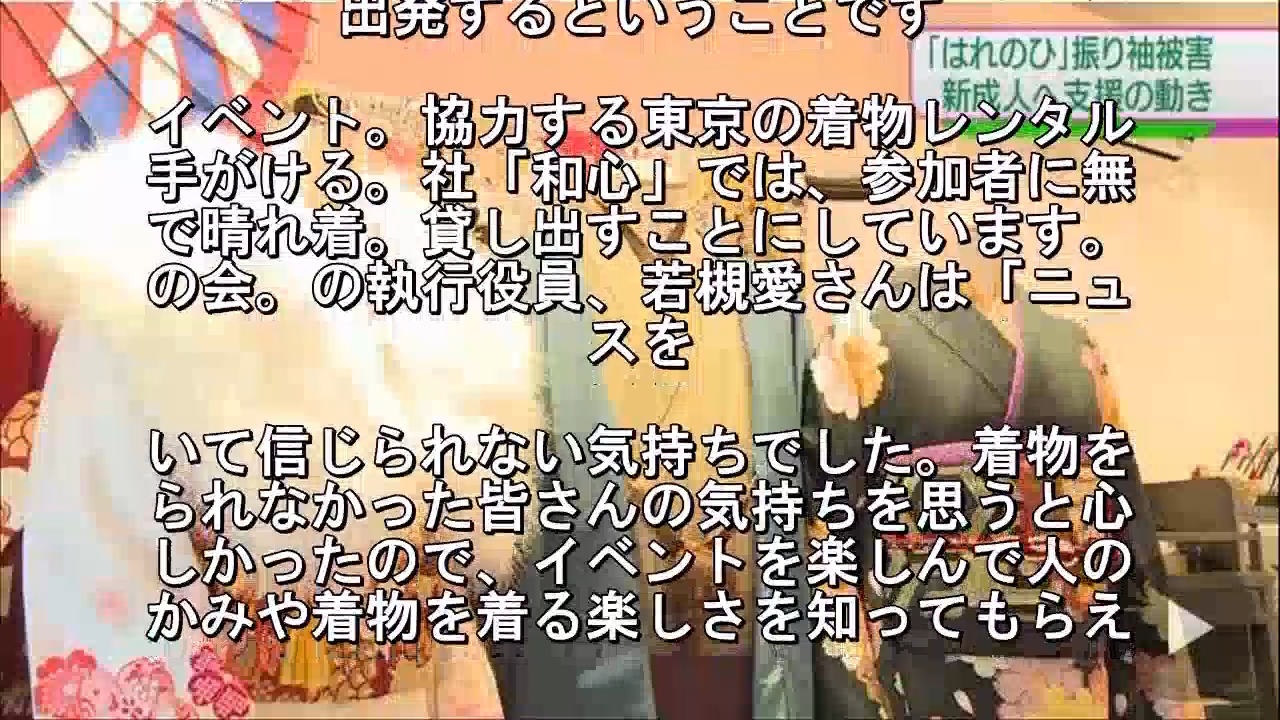 出発するということです
「はれのひ」振り袖被害
新成人へ支援の動き
イベント。協力する東京の着物レンタル
手がける。社「和心」では、参加者に無
で晴れ着。貸し出すことにしています。
の会。の執行役員、若槻愛さんは「ニュ
スを
いて信じられない気持ちでした。着物を
られなかった皆さんの気持ちを思うと心
しかったので、イベントを楽しんで人の
かみや着物を着る楽しさを知ってもらえ